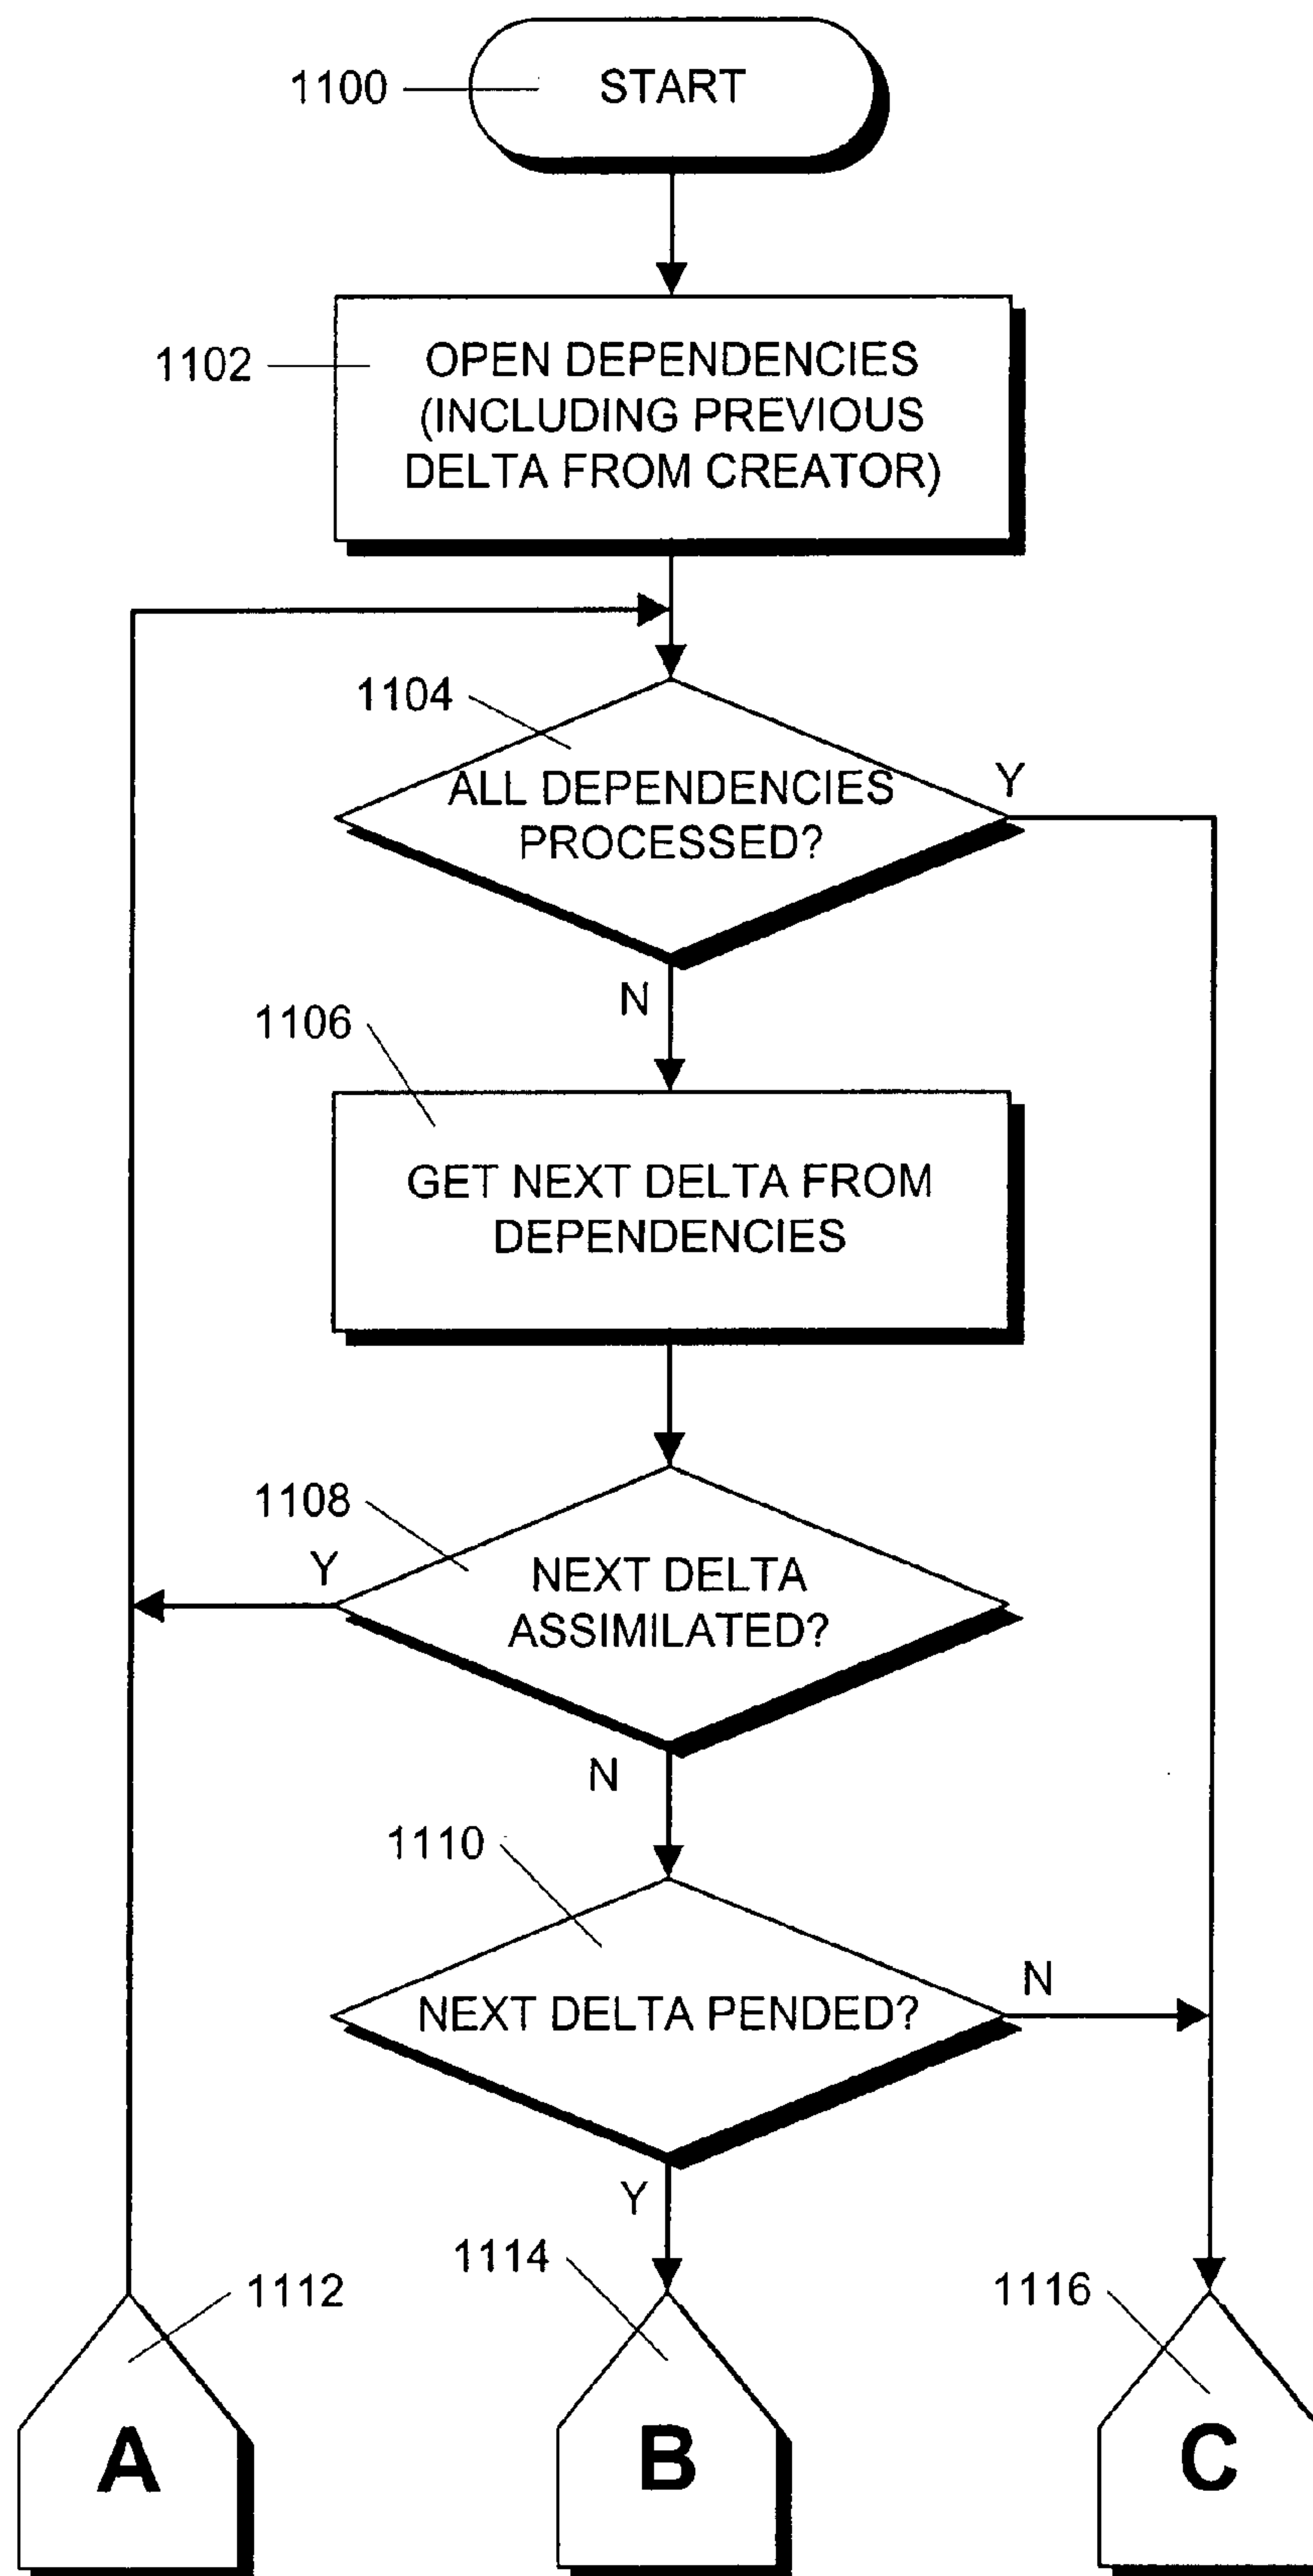 1100
START
1102
OPEN DEPENDENCIES
(INCLUDING PREVIOUS
DELTA FROM CREATOR)
1104
ALL DEPENDENCIES
PROCESSED?
Y
N
1106
GET NEXT DELTA FROM
DEPENDENCIES
1108
Y
NEXT DELTA
ASSIMILATED?
N
1110
NEXT DELTA PENDED?
N
Y
1112
1114
1116
A
B
C